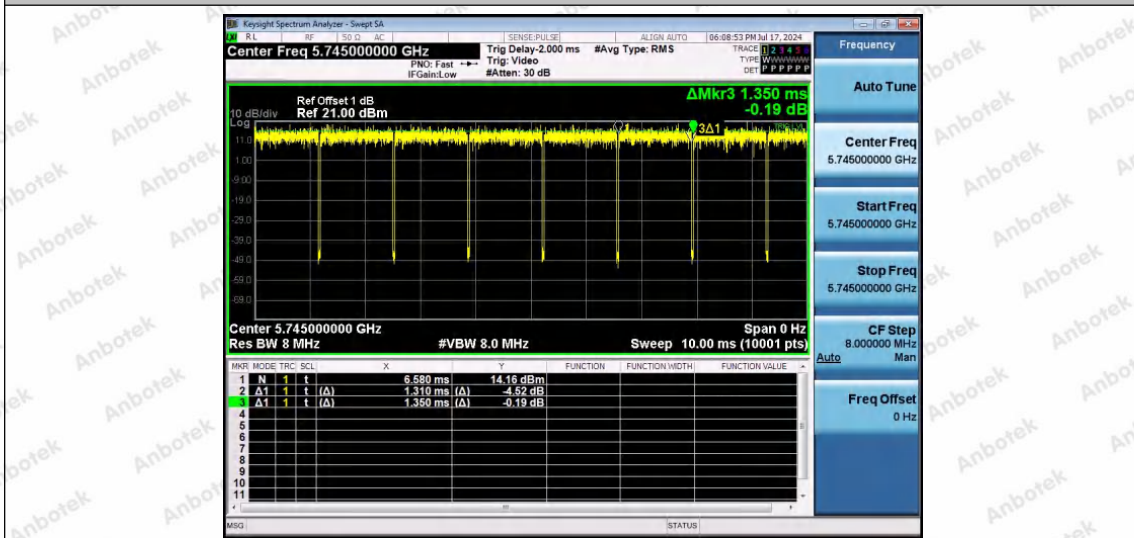 Keysight Spectrum Analyzer - Swept SA
RL RF 50 Ω AC SENSE:PULSE ALIGN AUTO 06:08:53 PM Jul 17, 2024
Center Freq 5.745000000 GHz Trig Delay-2.000 ms #Avg Type: RMS TRACE 1 2 3 4 5 6
PNO: Fast Trig: Video TYPE WWWWWW
IFGain:Low #Atten: 30 dB DET P P P P P P
ΔMkr3 1.350 ms
-0.19 dB
Ref Offset 1 dB
10 dB/div Ref 21.00 dBm
Log
1
3Δ1
11.0
1.00
-9.00
-19.0
-29.0
-39.0
-49.0
-59.0
-69.0
Center 5.745000000 GHz Span 0 Hz
Res BW 8 MHz #VBW 8.0 MHz Sweep 10.00 ms (10001 pts)
MKR MODE TRC SCL X Y FUNCTION FUNCTION WIDTH FUNCTION VALUE
1 N 1 t 6.580 ms 14.16 dBm
2 Δ1 1 t (Δ) 1.310 ms (Δ) -4.52 dB
3 Δ1 1 t (Δ) 1.350 ms (Δ) -0.19 dB
4
5
6
7
8
9
10
11
MSG STATUS
Frequency
Auto Tune
Center Freq
5.745000000 GHz
Start Freq
5.745000000 GHz
Stop Freq
5.745000000 GHz
CF Step
8.000000 MHz
Auto Man
Freq Offset
0 Hz
Anbotek